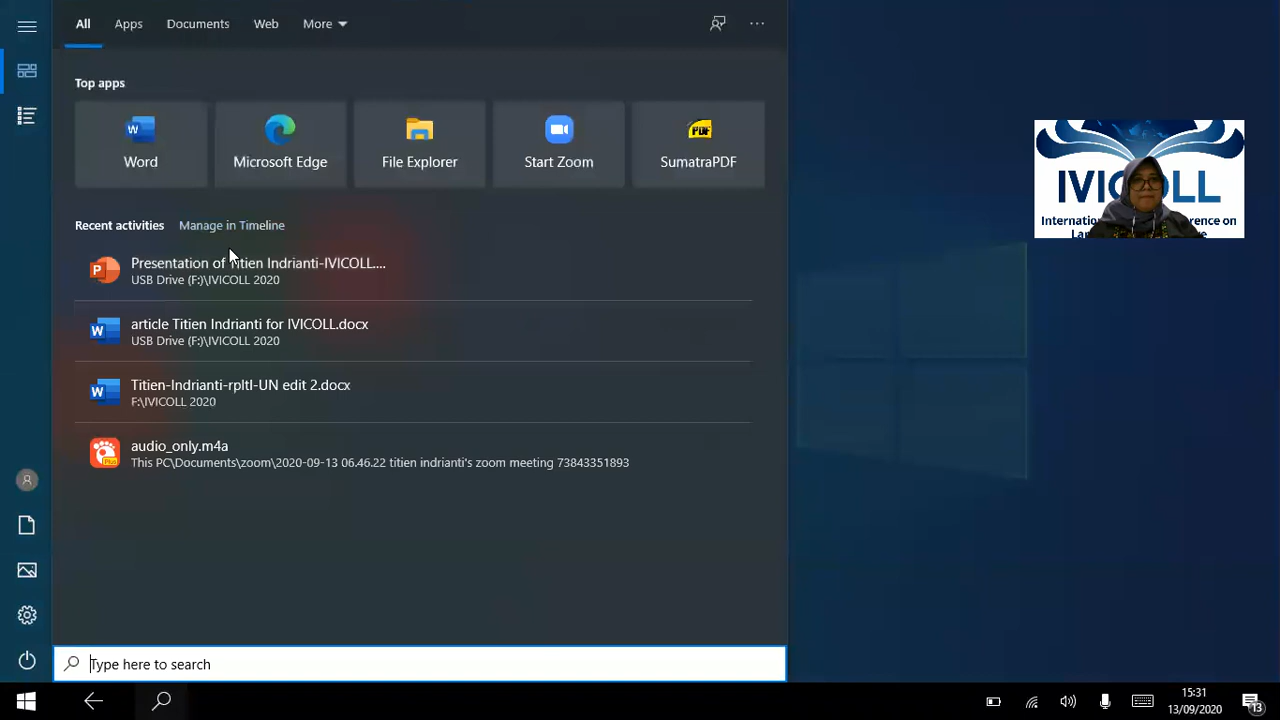 All Apps Documents Web More
Top apps
Word Microsoft Edge File Explorer Start Zoom SumatraPDF
Recent activities Manage in Timeline
Presentation of Titien Indrianti-IVICOLL....
USB Drive (F:)\IVICOLL 2020
article Titien Indrianti for IVICOLL.docx
USB Drive (F:)\IVICOLL 2020
Titien-Indrianti-rpltl-UN edit 2.docx
F:\IVICOLL 2020
audio_only.m4a
This PC\Documents\zoom\2020-09-13 06.46.22 titien indrianti's zoom meeting 73843351893
Type here to search
15:31
13/09/2020
13
PDF
on